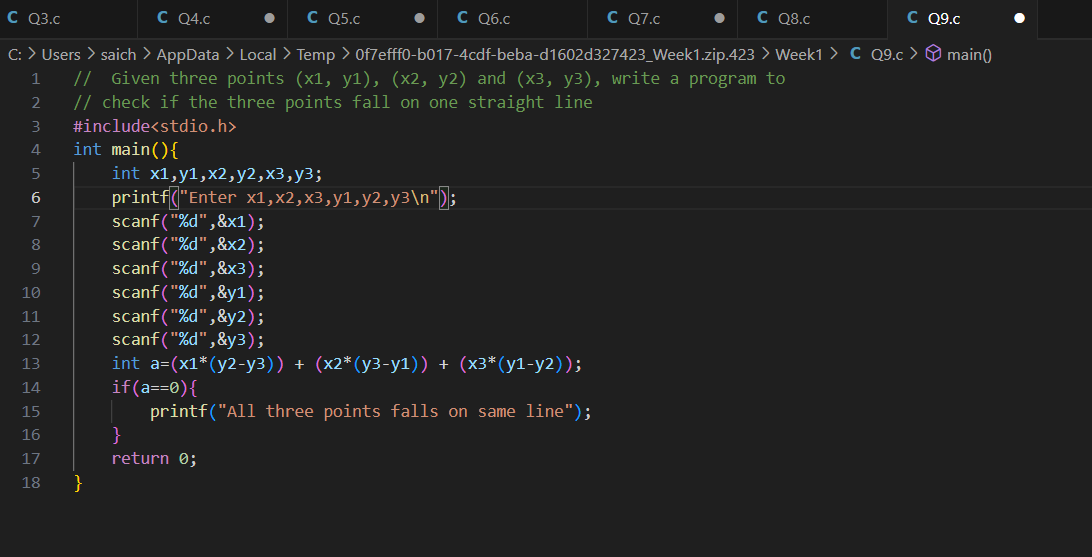 C Q3.c C Q4.c C Q5.c C Q6.c C Q7.c C Q8.c C Q9.c
C: > Users > saich > AppData > Local > Temp > 0f7efff0-b017-4cdf-beba-d1602d327423_Week1.zip.423 > Week1 > C Q9.c > main()
1 //  Given three points (x1, y1), (x2, y2) and (x3, y3), write a program to
2 // check if the three points fall on one straight line
3 #include<stdio.h>
4 int main(){
5     int x1,y1,x2,y2,x3,y3;
6     printf("Enter x1,x2,x3,y1,y2,y3\n");
7     scanf("%d",&x1);
8     scanf("%d",&x2);
9     scanf("%d",&x3);
10     scanf("%d",&y1);
11     scanf("%d",&y2);
12     scanf("%d",&y3);
13     int a=(x1*(y2-y3)) + (x2*(y3-y1)) + (x3*(y1-y2));
14     if(a==0){
15         printf("All three points falls on same line");
16     }
17     return 0;
18 }